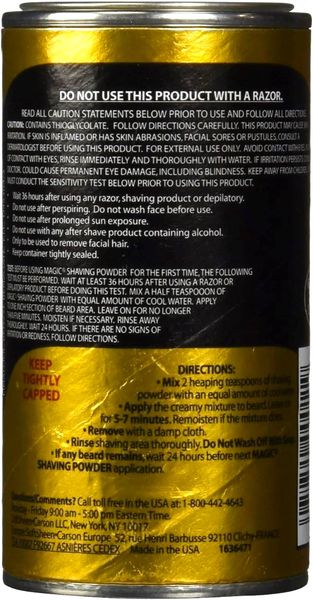 DO NOT USE THIS PRODUCT WITH A RAZOR.
READ ALL CAUTION STATEMENTS BELOW PRIOR TO USE AND FOLLOW ALL DIRECTIONS.
CAUTION: CONTAINS THIOGLYCOLATE. FOLLOW DIRECTIONS CAREFULLY. THIS PRODUCT MAY CAUSE
IRRITATION. IF SKIN IS INFLAMED OR HAS SKIN ABRASIONS, FACIAL SORES OR PUSTULES, CONSULT A
DERMATOLOGIST BEFORE USING THIS PRODUCT. FOR EXTERNAL USE ONLY. AVOID CONTACT WITH EYES.
OF CONTACT WITH EYES, RINSE IMMEDIATELY AND THOROUGHLY WITH WATER. IF IRRITATION PERSISTS
DOCTOR. COULD CAUSE PERMANENT EYE DAMAGE, INCLUDING BLINDNESS. KEEP AWAY FROM CHILDREN.
MUST CONDUCT THE SENSITIVITY TEST BELOW PRIOR TO USING THIS PRODUCT.
• Wait 36 hours after using any razor, shaving product or depilatory.
• Do not use after perspiring. Do not wash face before use.
• Do not use after prolonged sun exposure.
• Do not use with any after shave product containing alcohol.
• Only to be used to remove facial hair.
• Keep container tightly sealed.
TEST: BEFORE USING MAGIC® SHAVING POWDER FOR THE FIRST TIME, THE FOLLOWING
TEST MUST BE PERFORMED. WAIT AT LEAST 36 HOURS AFTER USING A RAZOR OR
DEPILATORY PRODUCT BEFORE DOING THIS TEST. MIX A HALF TEASPOOON OF
MAGIC® SHAVING POWDER WITH EQUAL AMOUNT OF COOL WATER. APPLY
TO ONE INCH SECTION OF BEARD AREA. LEAVE ON FOR NO LONGER
THAN FIVE MINUTES. MOISTEN IF NECESSARY. RINSE AWAY
THOROUGHLY. WAIT 24 HOURS. IF THERE ARE NO SIGNS OF
IRRITATION OR REDNESS, FOLLOW DIRECTIONS.
KEEP
TIGHTLY
CAPPED
DIRECTIONS:
• Mix 2 heaping teaspoons of shaving
powder with an equal amount of cool water
• Apply the creamy mixture to beard. Leave on
for 5-7 minutes. Remoisten if the mixture dries.
• Remove with a damp cloth.
• Rinse shaving area thoroughly. Do Not Wash Off With Soap.
• If any beard remains, wait 24 hours before next MAGIC®
SHAVING POWDER application.
Questions/Comments? Call toll free in the USA at: 1-800-442-4643
Monday - Friday 9:00 am - 5:00 pm Eastern Time.
CARSON LLC, New York, NY 10017.
Europe: SoftSheen-Carson Europe 52, rue Henri Barbusse 92110 Clichy-FRANCE
F92667 ASNIÈRES CEDEX Made in the USA 1636471